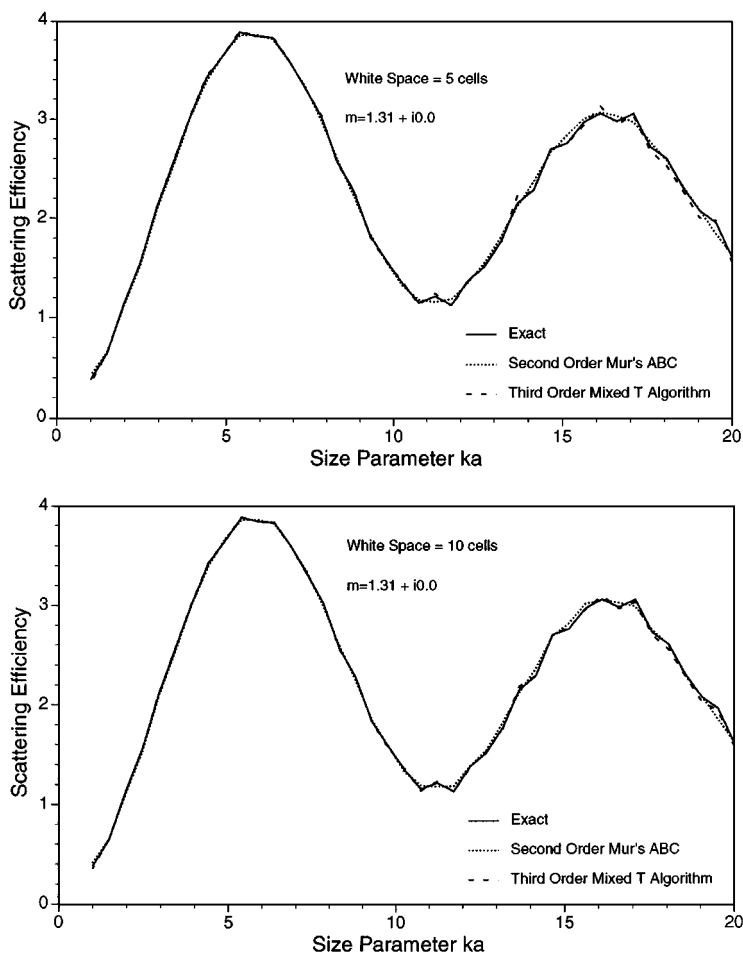 4
White Space = 5 cells
m=1.31 + i0.0
3
Scattering Efficiency
2
1
Exact
Second Order Mur's ABC
Third Order Mixed T Algorithm
0
0 5 10 15 20
Size Parameter ka
4
White Space = 10 cells
m=1.31 + i0.0
3
Scattering Efficiency
2
1
Exact
Second Order Mur's ABC
Third Order Mixed T Algorithm
0
0 5 10 15 20
Size Parameter ka